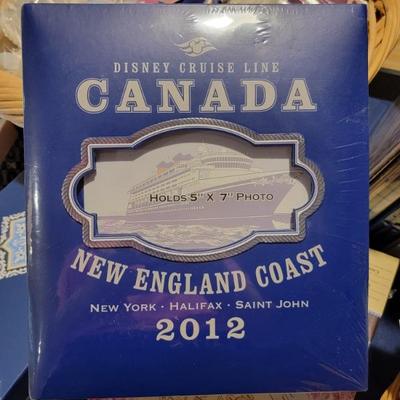 DISNEY CRUISE LINE
CANADA
HOLDS 5" X 7" PHOTO
NEW ENGLAND COAST
NEW YORK · HALIFAX · SAINT JOHN
2012